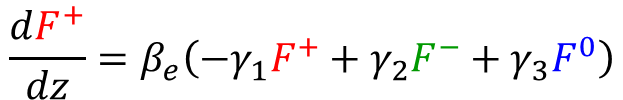 dF⁺/dz = βₑ(−γ₁F⁺ + γ₂F⁻ + γ₃F⁰)